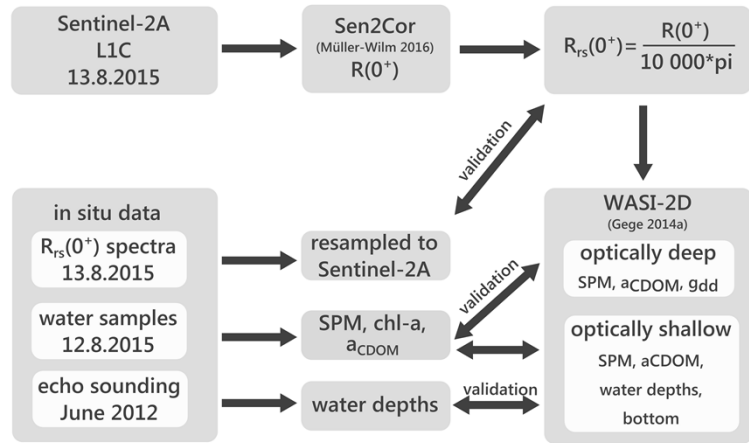 Sentinel-2A
L1C
13.8.2015
Sen2Cor
(Müller-Wilm 2016)
R(0⁺)
Rrs(0⁺)= R(0⁺)
10 000*pi
validation
in situ data
Rrs(0⁺) spectra
13.8.2015
water samples
12.8.2015
echo sounding
June 2012
resampled to
Sentinel-2A
SPM, chl-a,
aCDOM
water depths
validation
validation
WASI-2D
(Gege 2014a)
optically deep
SPM, aCDOM, gdd
optically shallow
SPM, aCDOM,
water depths,
bottom